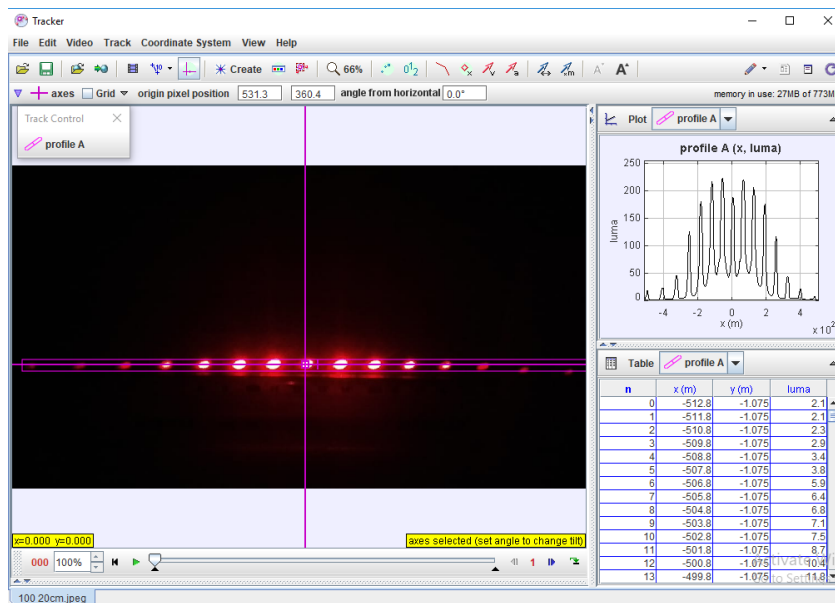 Tracker
File Edit Video Track Coordinate System View Help
Create 66%
axes Grid origin pixel position 531.3 360.4 angle from horizontal 0.0° memory in use: 27MB of 773M
Track Control
profile A
Plot profile A
profile A (x, luma)
250
200
150
100
50
0
luma
-4 -2 0 2 4
x (m)
x 10
Table profile A
n x (m) y (m) luma
0 -512.8 -1.075 2.1
1 -511.8 -1.075 2.1
2 -510.8 -1.075 2.3
3 -509.8 -1.075 2.9
4 -508.8 -1.075 3.4
5 -507.8 -1.075 3.8
6 -506.8 -1.075 5.9
7 -505.8 -1.075 6.4
8 -504.8 -1.075 6.8
9 -503.8 -1.075 7.1
10 -502.8 -1.075 7.5
11 -501.8 -1.075 8.7
12 -500.8 -1.075 10.4
13 -499.8 -1.075 11.8
x=0.000 y=0.000
axes selected (set angle to change tilt)
000 100% 1
100 20cm.jpeg